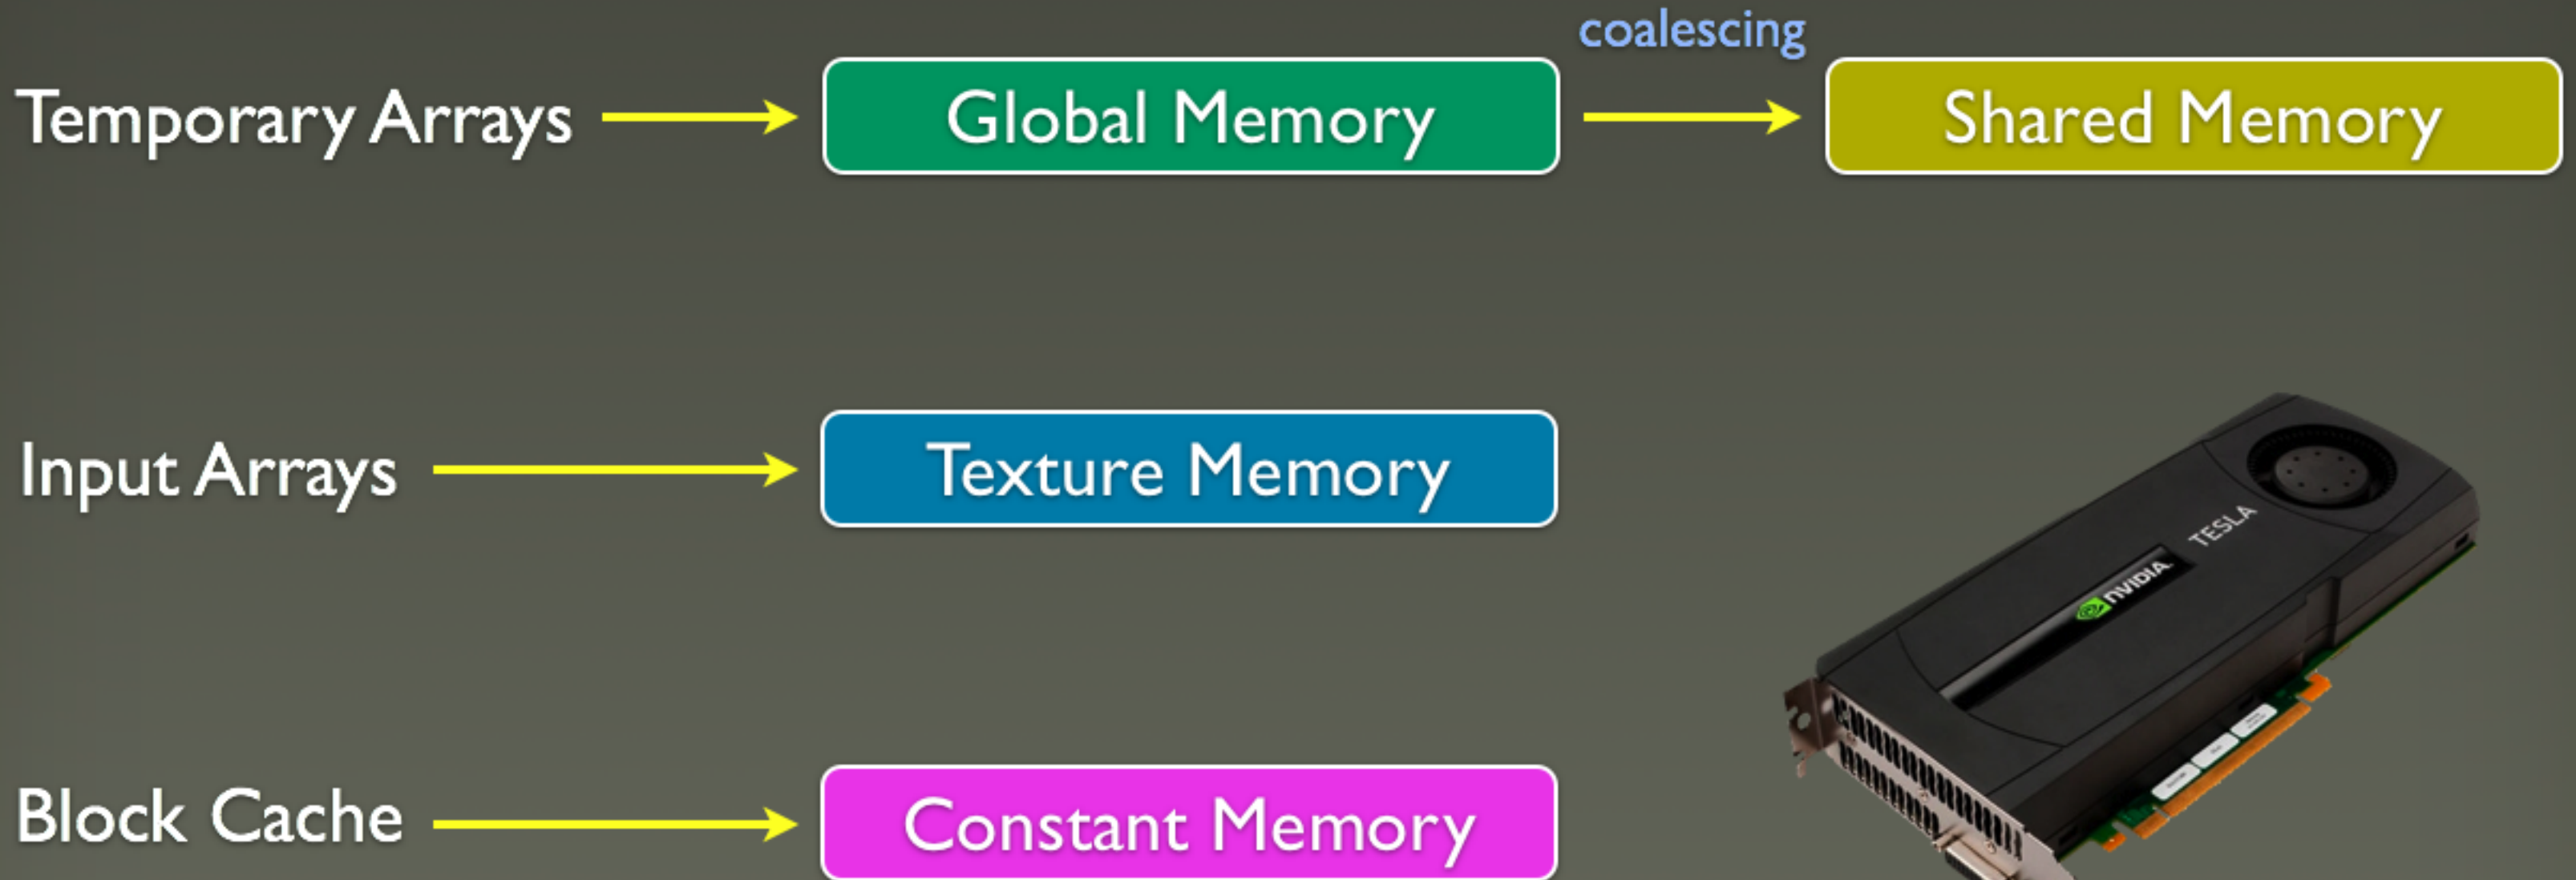 coalescing
Temporary Arrays
Global Memory
Shared Memory
Input Arrays
Texture Memory
TESLA
NVIDIA
Block Cache
Constant Memory